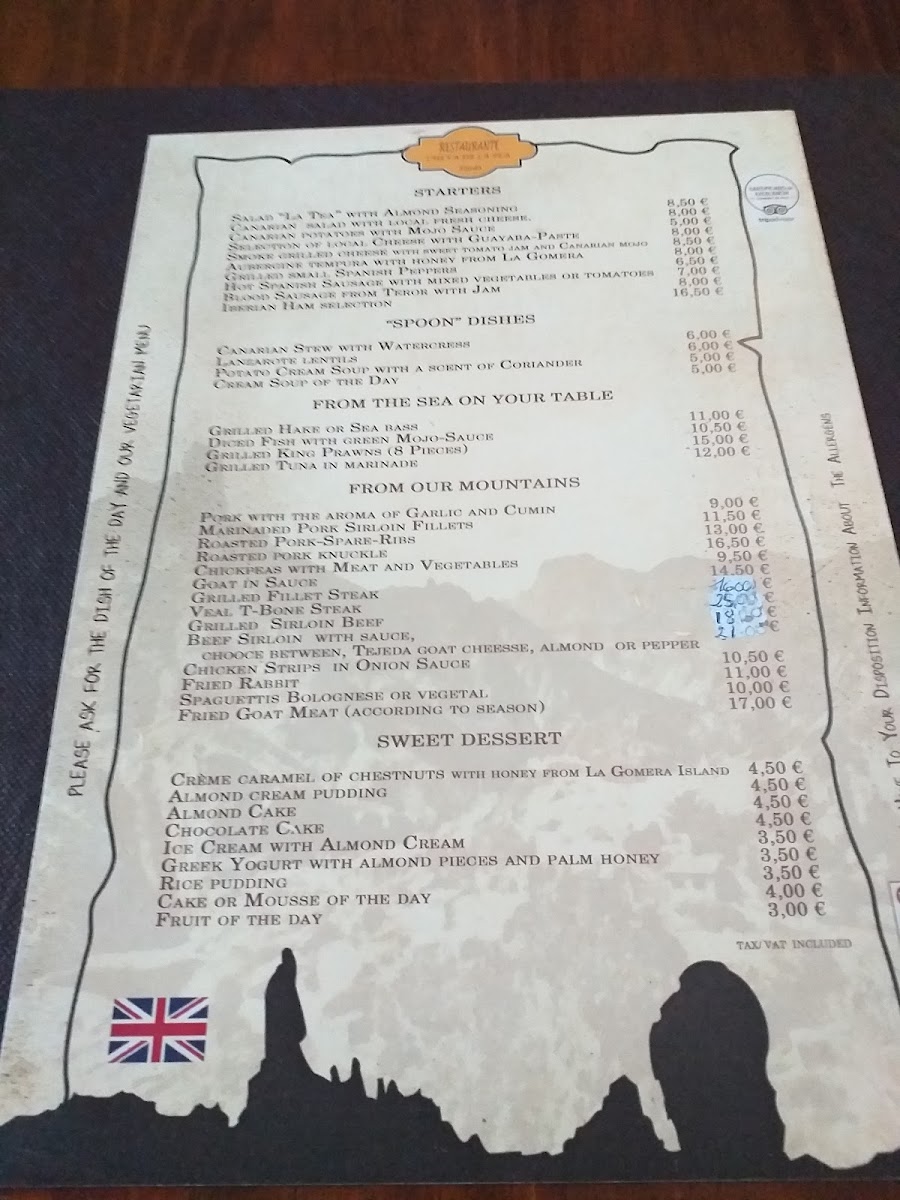 RESTAURANTE
STARTERS
Salad "La Tea" with Almond Seasoning 8,50 €
Canarian salad with local fresh cheese. 8,00 €
Canarian potatoes with Mojo Sauce 5,00 €
Selection of local Cheese with Guayaba-Paste 8,00 €
Smoke grilled cheese with sweet tomato jam and Canarian mojo 8,50 €
Aubergine tempura with honey from La Gomera 8,00 €
Grilled small Spanish Peppers 6,50 €
Hot Spanish Sausage with mixed vegetables or tomatoes 7,00 €
Blood Sausage from Teror with Jam 8,00 €
Iberian Ham selection 16,50 €
"SPOON" DISHES
Canarian Stew with Watercress 6,00 €
Lanzarote lentils 6,00 €
Potato Cream Soup with a scent of Coriander 5,00 €
Cream Soup of the Day 5,00 €
FROM THE SEA ON YOUR TABLE
Grilled Hake or Sea bass 11,00 €
Diced Fish with green Mojo-Sauce 10,50 €
Grilled King Prawns (8 Pieces) 15,00 €
Grilled Tuna in marinade 12,00 €
FROM OUR MOUNTAINS
Pork with the aroma of Garlic and Cumin 9,00 €
Marinaded Pork Sirloin Fillets 11,50 €
Roasted Pork-Spare-Ribs 13,00 €
Roasted pork knuckle 16,50 €
Chickpeas with Meat and Vegetables 9,50 €
Goat in Sauce 14,50 €
Grilled Fillet Steak €
Veal T-Bone Steak €
Grilled Sirloin Beef €
Beef Sirloin with sauce, €
chooce between, Tejeda goat cheesse, almond or pepper
Chicken Strips in Onion Sauce 10,50 €
Fried Rabbit 11,00 €
Spaguettis Bolognese or vegetal 10,00 €
Fried Goat Meat (according to season) 17,00 €
SWEET DESSERT
Crème caramel of chestnuts with honey from La Gomera Island 4,50 €
Almond cream pudding 4,50 €
Almond Cake 4,50 €
Chocolate Cake 4,50 €
Ice Cream with Almond Cream 3,50 €
Greek Yogurt with almond pieces and palm honey 3,50 €
Rice pudding 3,50 €
Cake or Mousse of the day 4,00 €
Fruit of the day 3,00 €
TAX/VAT INCLUDED
PLEASE ASK FOR THE DISH OF THE DAY AND OUR VEGETARIAN MENU
To Your Disposition Information About The Allergens